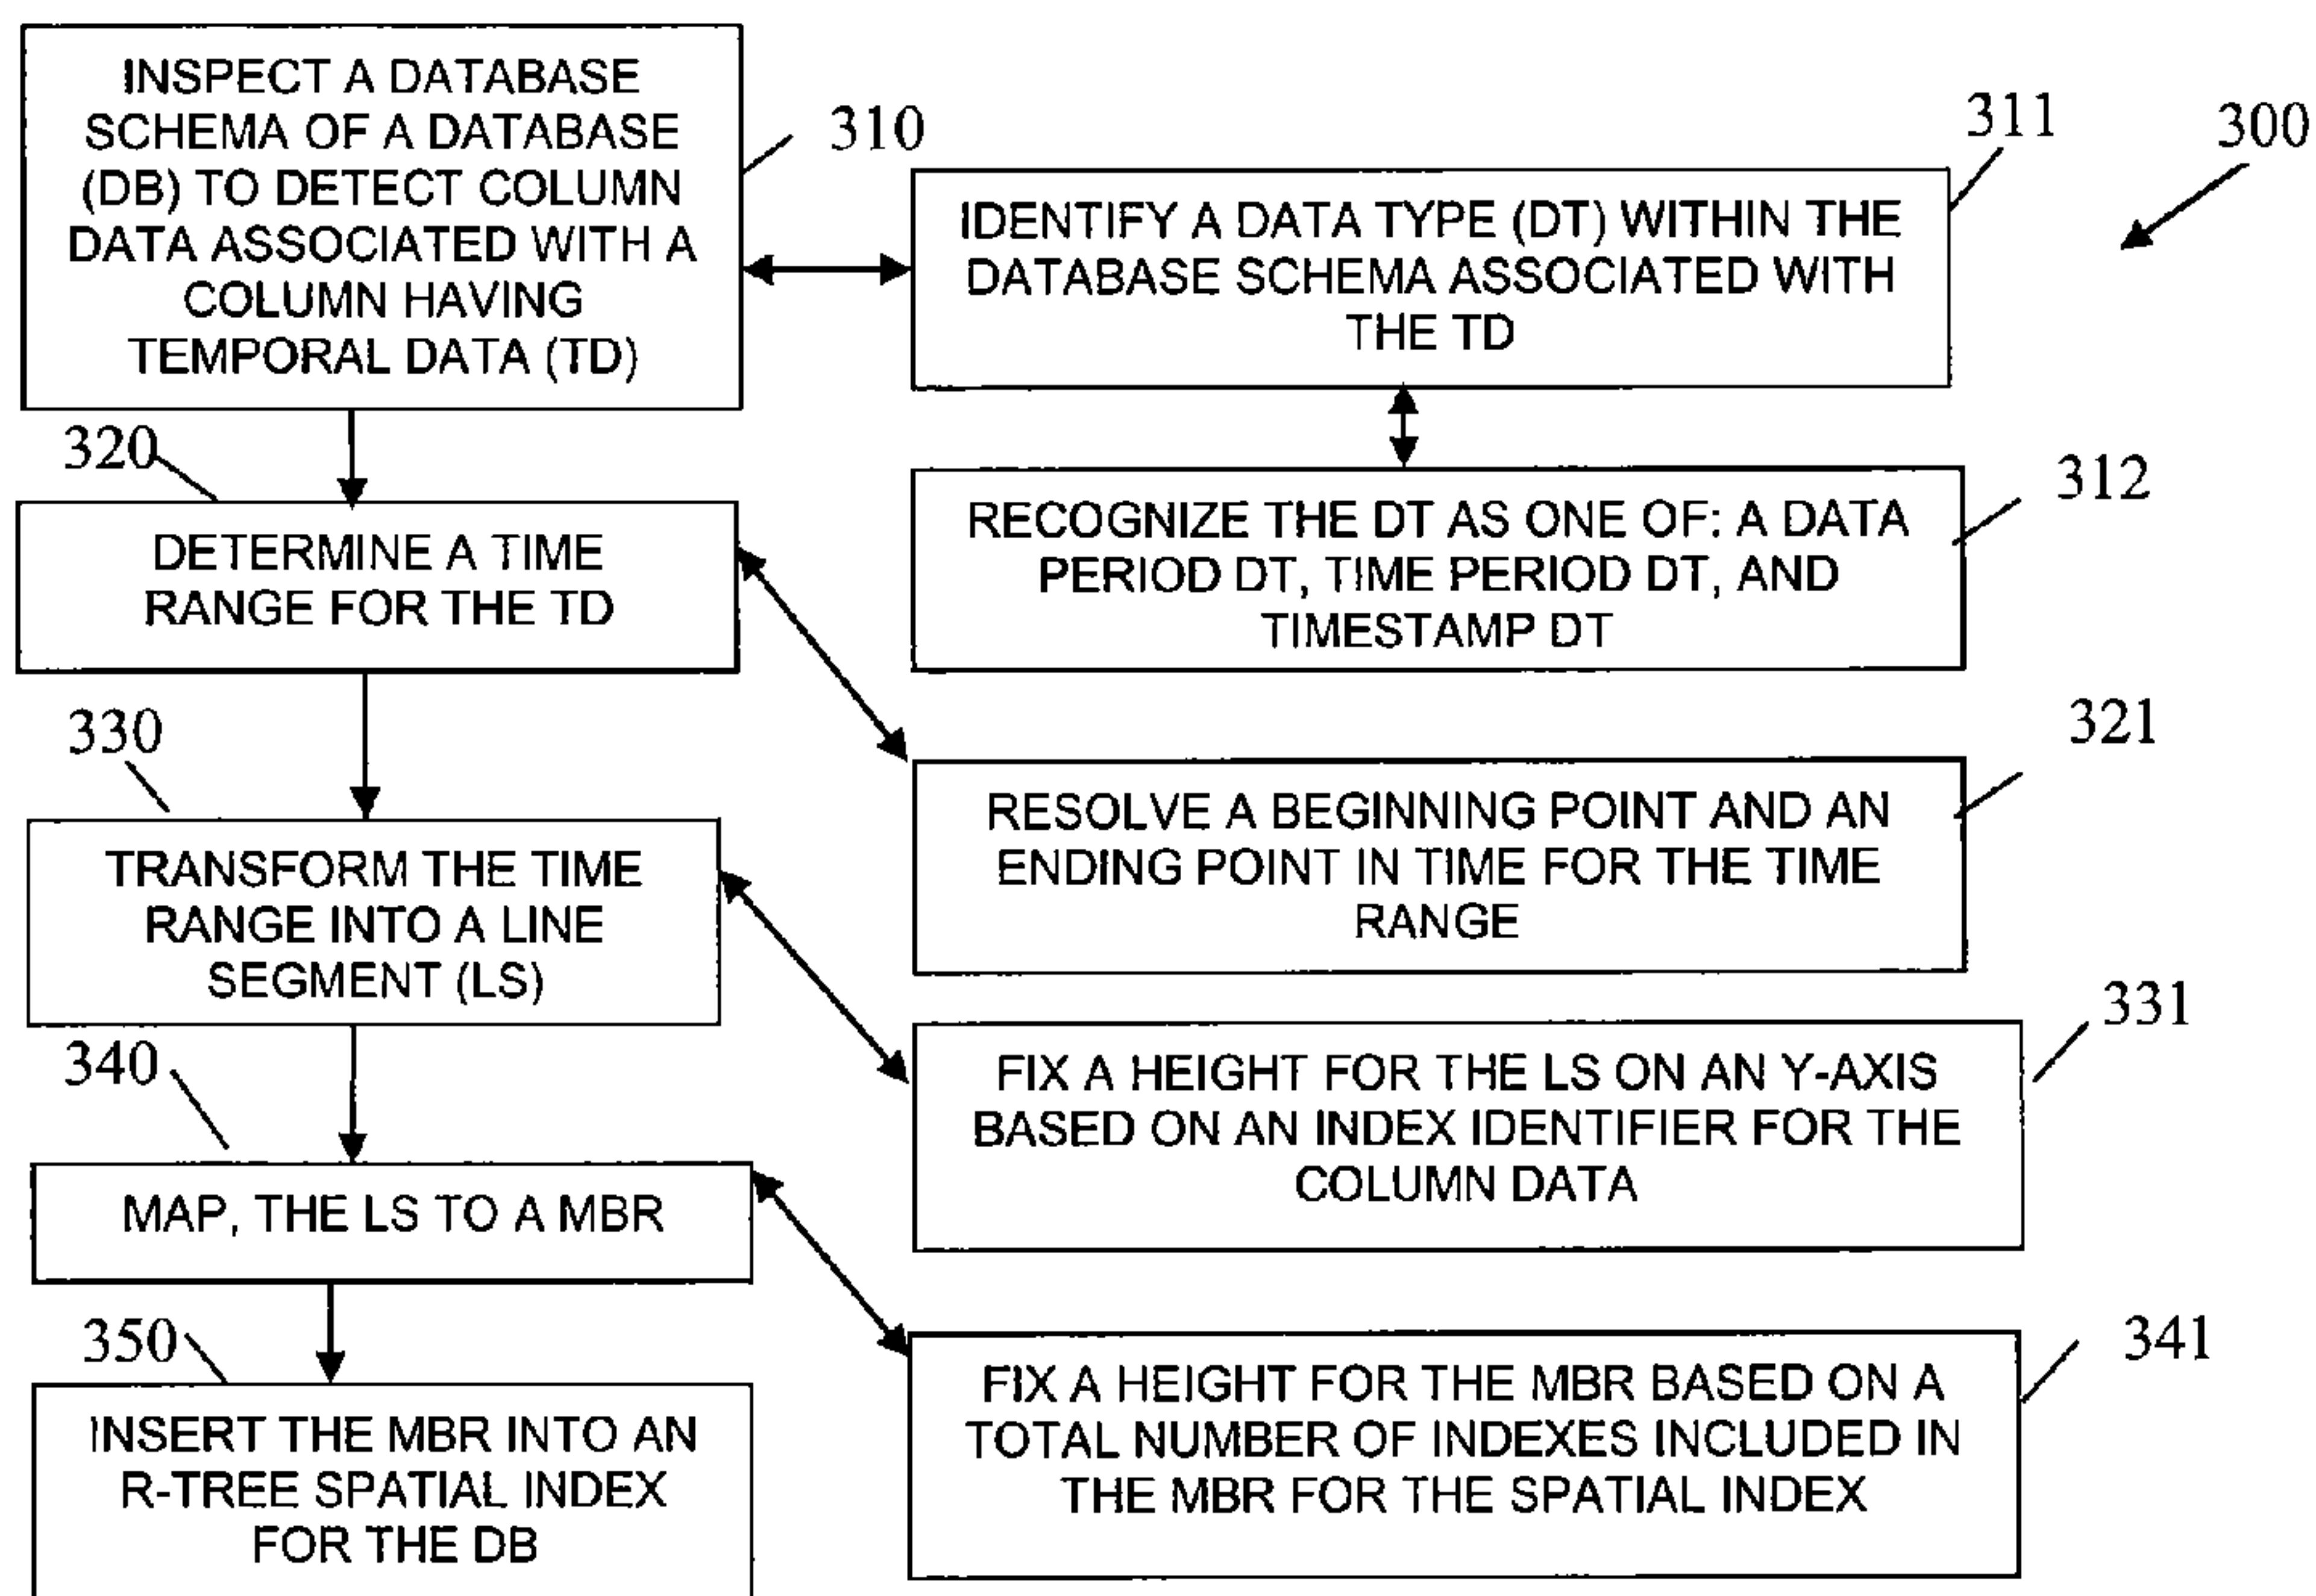 INSPECT A DATABASE
SCHEMA OF A DATABASE
(DB) TO DETECT COLUMN
DATA ASSOCIATED WITH A
COLUMN HAVING
TEMPORAL DATA (TD)
310
311
300
IDENTIFY A DATA TYPE (DT) WITHIN THE
DATABASE SCHEMA ASSOCIATED WITH
THE TD
312
RECOGNIZE THE DT AS ONE OF: A DATA
PERIOD DT, TIME PERIOD DT, AND
TIMESTAMP DT
320
DETERMINE A TIME
RANGE FOR THE TD
321
RESOLVE A BEGINNING POINT AND AN
ENDING POINT IN TIME FOR THE TIME
RANGE
330
TRANSFORM THE TIME
RANGE INTO A LINE
SEGMENT (LS)
331
FIX A HEIGHT FOR THE LS ON AN Y-AXIS
BASED ON AN INDEX IDENTIFIER FOR THE
COLUMN DATA
340
MAP, THE LS TO A MBR
341
FIX A HEIGHT FOR THE MBR BASED ON A
TOTAL NUMBER OF INDEXES INCLUDED IN
THE MBR FOR THE SPATIAL INDEX
350
INSERT THE MBR INTO AN
R-TREE SPATIAL INDEX
FOR THE DB